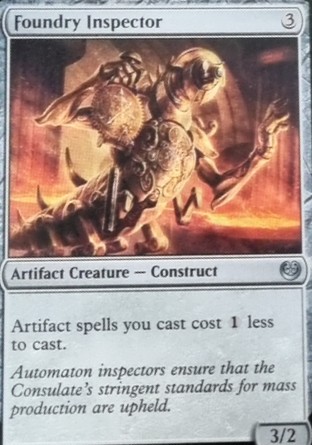 Foundry Inspector 3
Artifact Creature — Construct
Artifact spells you cast cost 1 less
to cast.
Automaton inspectors ensure that the
Consulate's stringent standards for mass
production are upheld.
3/2